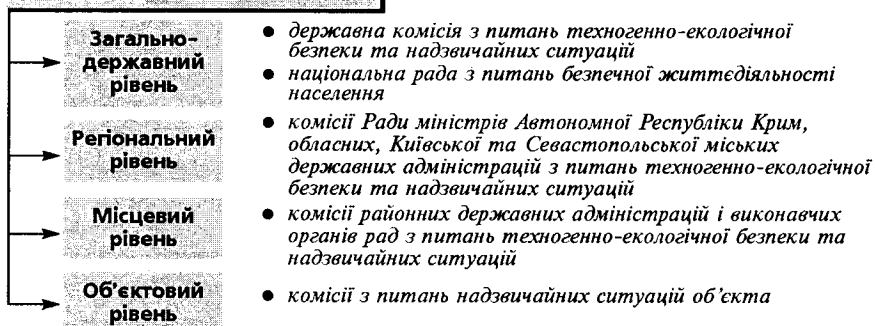 Загально-
державний
рівень
● державна комісія з питань техногенно-екологічної
безпеки та надзвичайних ситуацій
● національна рада з питань безпечної життєдіяльності
населення
Регіональний
рівень
● комісії Ради міністрів Автономної Республіки Крим,
обласних, Київської та Севастопольської міських
державних адміністрацій з питань техногенно-екологічної
безпеки та надзвичайних ситуацій
Місцевий
рівень
● комісії районних державних адміністрацій і виконавчих
органів рад з питань техногенно-екологічної безпеки та
надзвичайних ситуацій
Об'єктовий
рівень
● комісії з питань надзвичайних ситуацій об'єкта